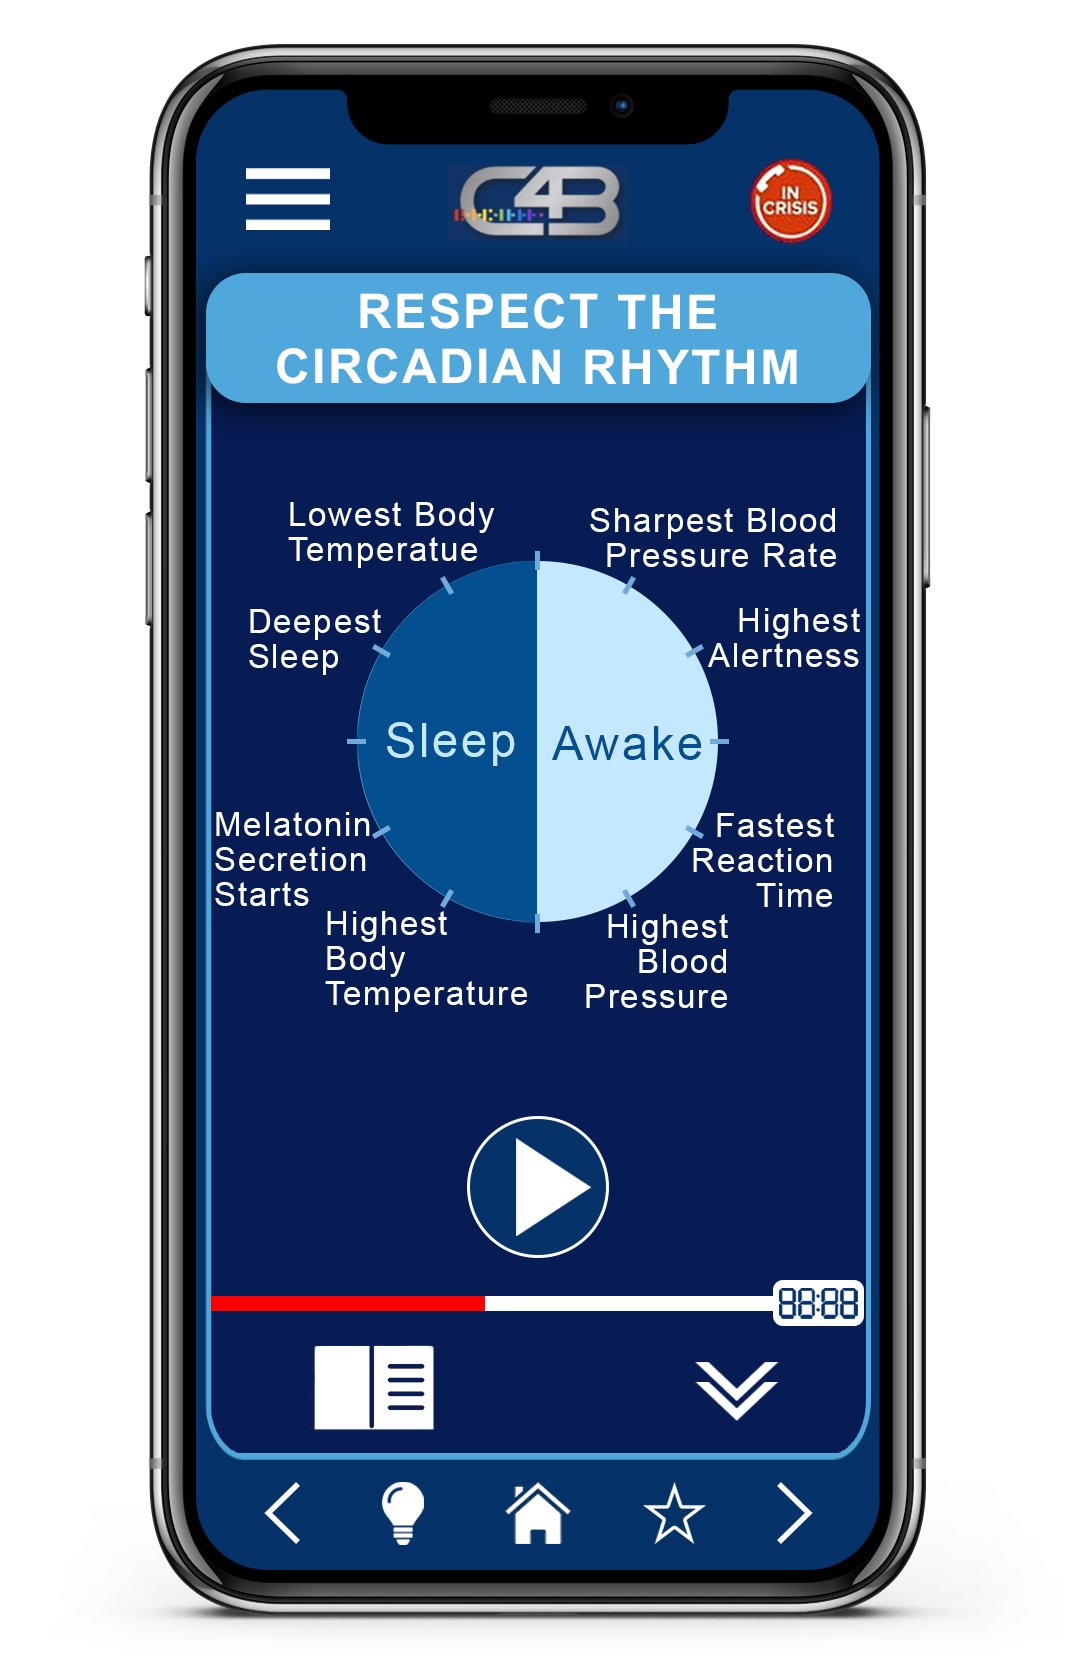 C4B
IN
CRISIS
RESPECT THE
CIRCADIAN RHYTHM
Lowest Body
Temperatue
Sharpest Blood
Pressure Rate
Deepest
Sleep
Highest
Alertness
Sleep
Awake
Melatonin
Secretion
Starts
Fastest
Reaction
Time
Highest
Body
Temperature
Highest
Blood
Pressure
88:88